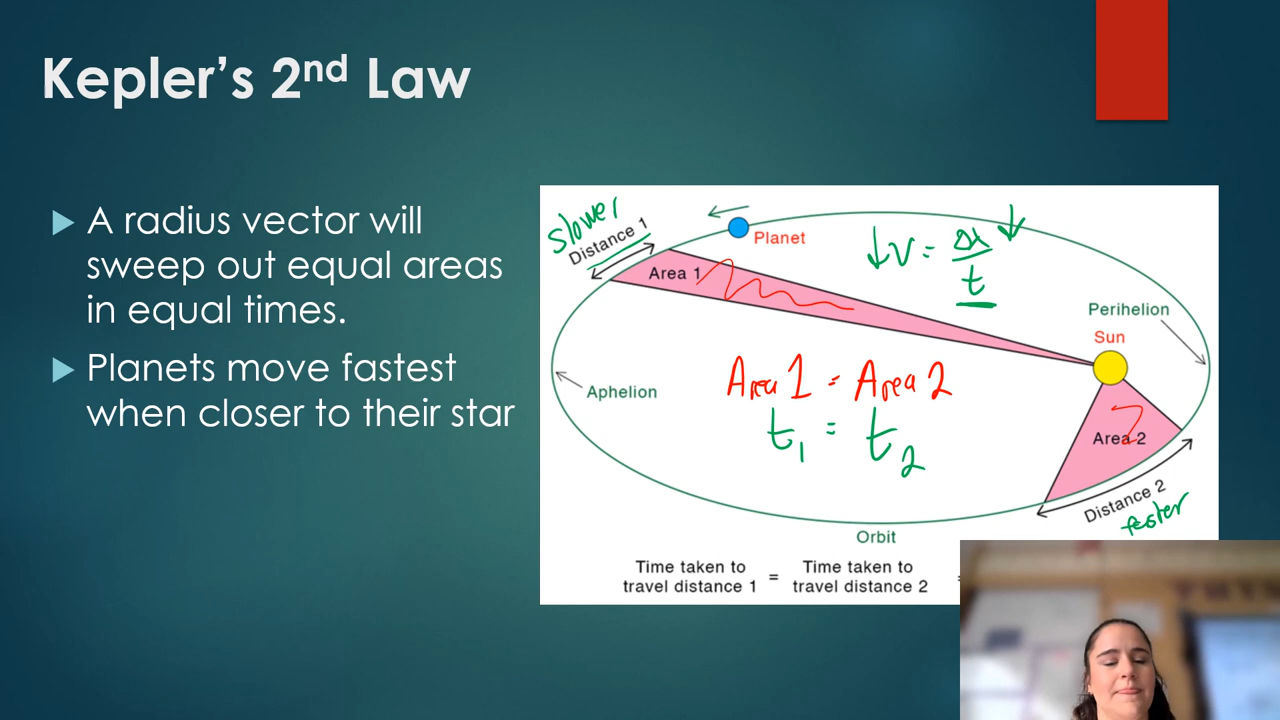 Kepler's 2nd Law
▶ A radius vector will
sweep out equal areas
in equal times.
▶ Planets move fastest
when closer to their star
slower
Distance 1
Planet
Area 1
↓v = Δx↓
t
Perihelion
Sun
Aphelion
Area 1 = Area 2
t₁ = t₂
Area 2
Distance 2
faster
Orbit
Time taken to
travel distance 1
=
Time taken to
travel distance 2
=